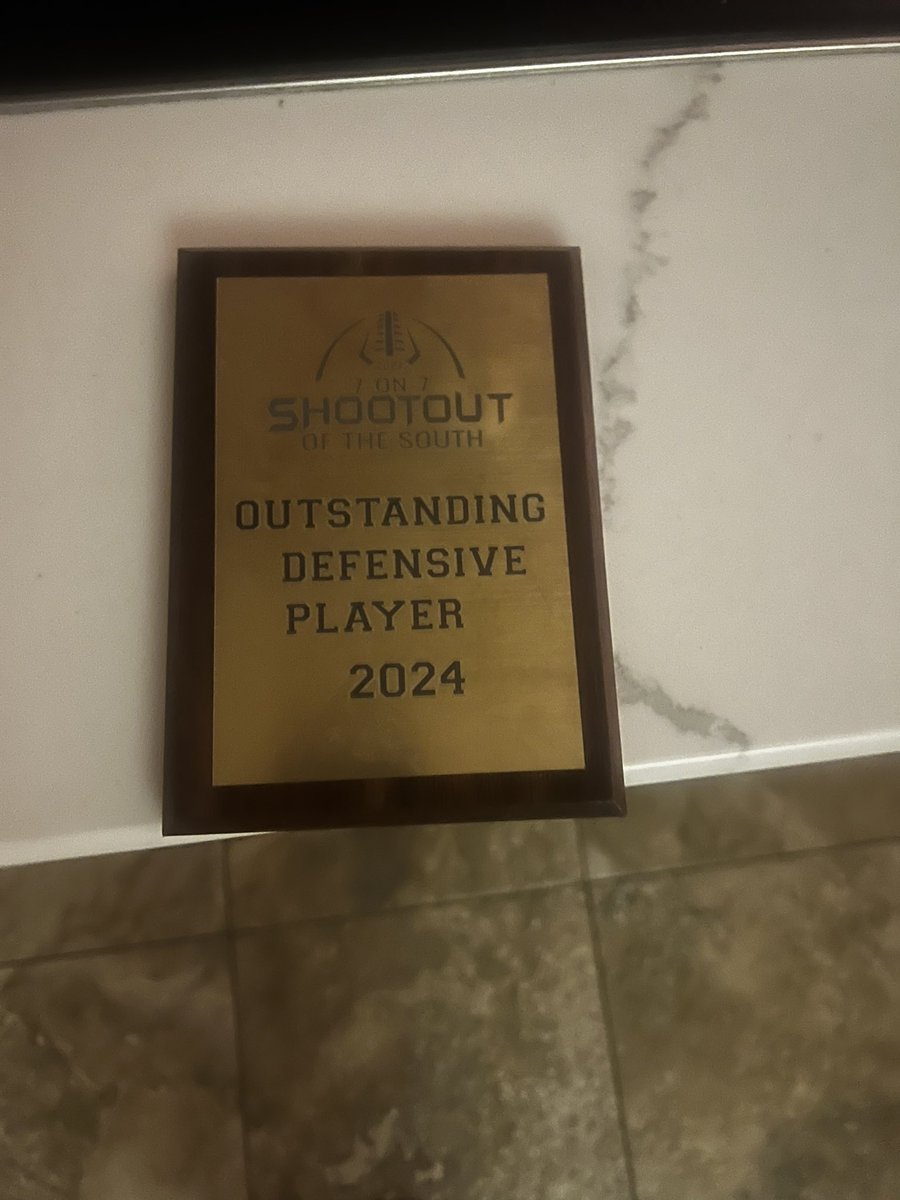 7 ON 7
SHOOTOUT
OF THE SOUTH
OUTSTANDING
DEFENSIVE
PLAYER
2024